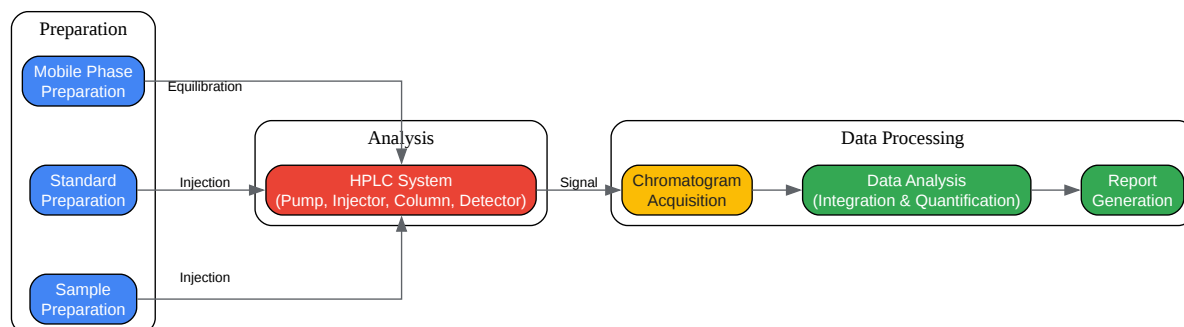 Preparation
Mobile Phase
Preparation
Equilibration
Standard
Preparation
Injection
Sample
Preparation
Injection
Analysis
HPLC System
(Pump, Injector, Column, Detector)
Signal
Data Processing
Chromatogram
Acquisition
Data Analysis
(Integration & Quantification)
Report
Generation